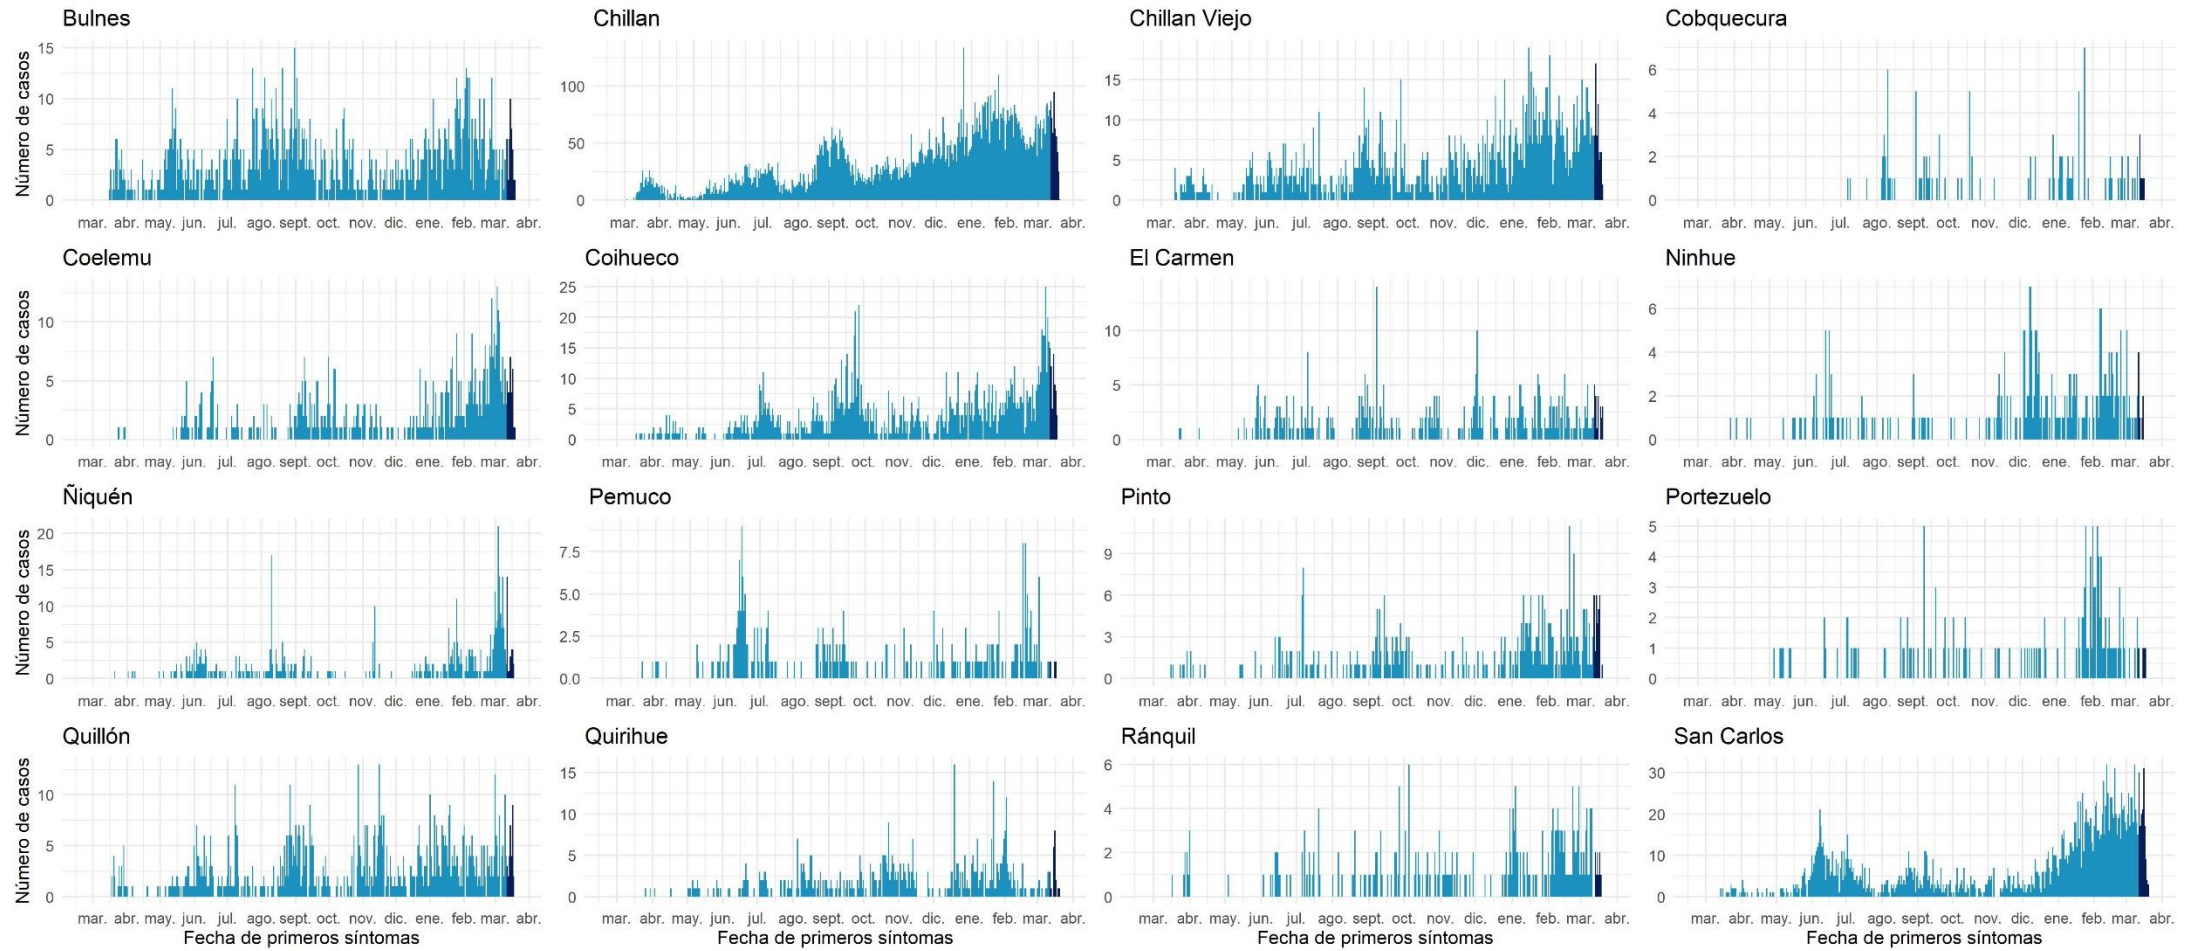 Bulnes
Chillan
Chillan Viejo
Cobquecura
Número de casos
15
10
5
0
100
50
0
15
10
5
0
6
4
2
0
mar. abr. may. jun. jul. ago. sept. oct. nov. dic. ene. feb. mar. abr.
mar. abr. may. jun. jul. ago. sept. oct. nov. dic. ene. feb. mar. abr.
mar. abr. may. jun. jul. ago. sept. oct. nov. dic. ene. feb. mar. abr.
mar. abr. may. jun. jul. ago. sept. oct. nov. dic. ene. feb. mar. abr.
Coelemu
Coihueco
El Carmen
Ninhue
Número de casos
10
5
0
25
20
15
10
5
0
10
5
0
6
4
2
0
mar. abr. may. jun. jul. ago. sept. oct. nov. dic. ene. feb. mar. abr.
mar. abr. may. jun. jul. ago. sept. oct. nov. dic. ene. feb. mar. abr.
mar. abr. may. jun. jul. ago. sept. oct. nov. dic. ene. feb. mar. abr.
mar. abr. may. jun. jul. ago. sept. oct. nov. dic. ene. feb. mar. abr.
Ñiquén
Pemuco
Pinto
Portezuelo
Número de casos
20
15
10
5
0
7.5
5.0
2.5
0.0
9
6
3
0
5
4
3
2
1
0
mar. abr. may. jun. jul. ago. sept. oct. nov. dic. ene. feb. mar. abr.
mar. abr. may. jun. jul. ago. sept. oct. nov. dic. ene. feb. mar. abr.
mar. abr. may. jun. jul. ago. sept. oct. nov. dic. ene. feb. mar. abr.
mar. abr. may. jun. jul. ago. sept. oct. nov. dic. ene. feb. mar. abr.
Quillón
Quirihue
Ránquil
San Carlos
Número de casos
10
5
0
15
10
5
0
6
4
2
0
30
20
10
0
mar. abr. may. jun. jul. ago. sept. oct. nov. dic. ene. feb. mar. abr.
mar. abr. may. jun. jul. ago. sept. oct. nov. dic. ene. feb. mar. abr.
mar. abr. may. jun. jul. ago. sept. oct. nov. dic. ene. feb. mar. abr.
mar. abr. may. jun. jul. ago. sept. oct. nov. dic. ene. feb. mar. abr.
Fecha de primeros síntomas
Fecha de primeros síntomas
Fecha de primeros síntomas
Fecha de primeros síntomas